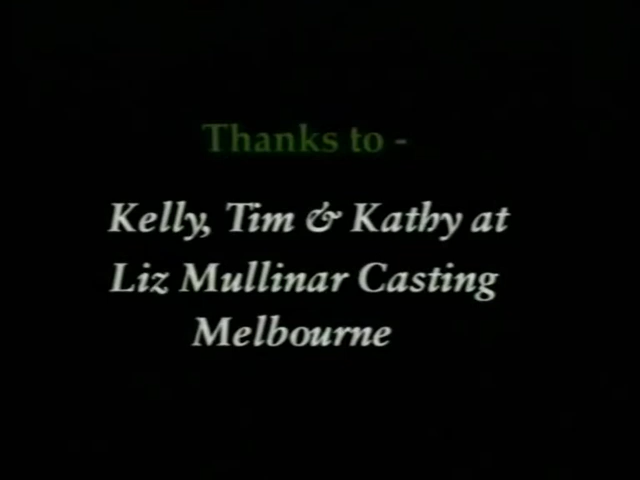 Thanks to -
Kelly, Tim & Kathy at
Liz Mullinar Casting
Melbourne